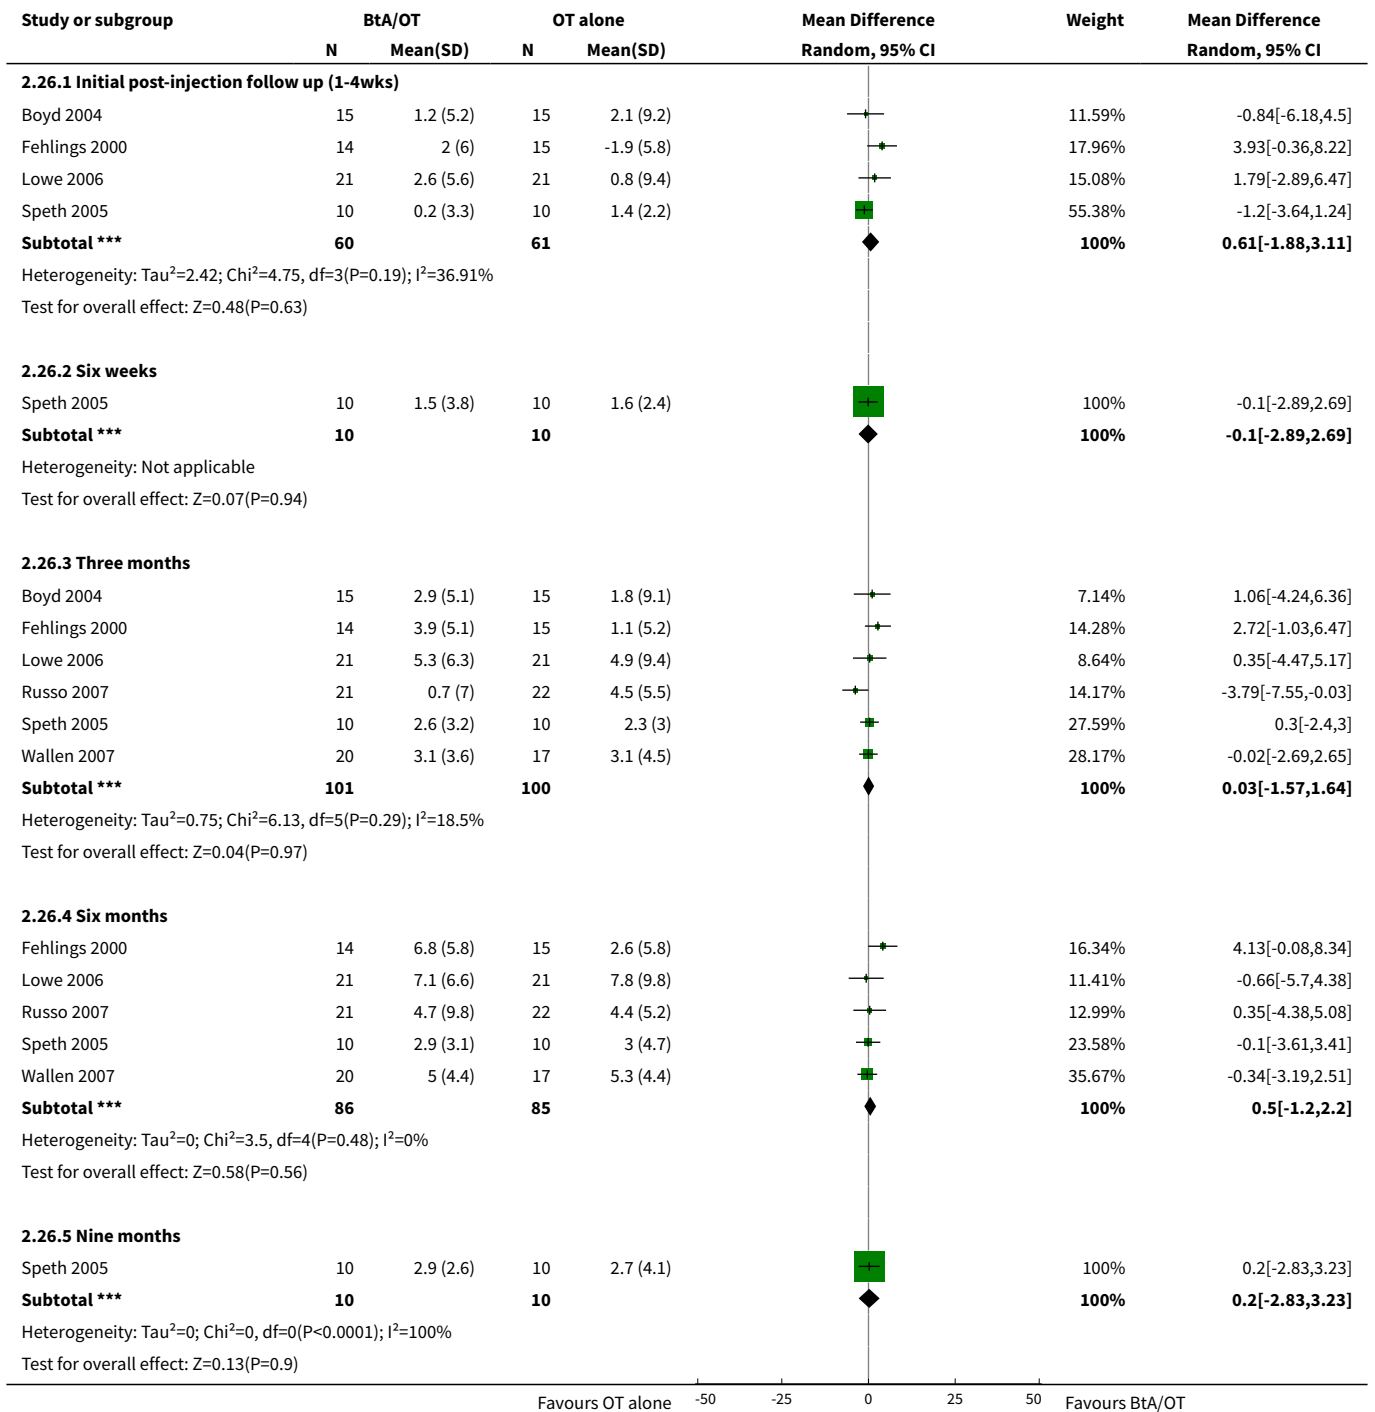 Study or subgroup BtA/OT OT alone Mean Difference Weight Mean Difference
N Mean(SD) N Mean(SD) Random, 95% CI Random, 95% CI
2.26.1 Initial post-injection follow up (1-4wks)
Boyd 2004 15 1.2 (5.2) 15 2.1 (9.2) 11.59% -0.84[-6.18,4.5]
Fehlings 2000 14 2 (6) 15 -1.9 (5.8) 17.96% 3.93[-0.36,8.22]
Lowe 2006 21 2.6 (5.6) 21 0.8 (9.4) 15.08% 1.79[-2.89,6.47]
Speth 2005 10 0.2 (3.3) 10 1.4 (2.2) 55.38% -1.2[-3.64,1.24]
Subtotal *** 60 61 100% 0.61[-1.88,3.11]
Heterogeneity: Tau²=2.42; Chi²=4.75, df=3(P=0.19); I²=36.91%
Test for overall effect: Z=0.48(P=0.63)
2.26.2 Six weeks
Speth 2005 10 1.5 (3.8) 10 1.6 (2.4) 100% -0.1[-2.89,2.69]
Subtotal *** 10 10 100% -0.1[-2.89,2.69]
Heterogeneity: Not applicable
Test for overall effect: Z=0.07(P=0.94)
2.26.3 Three months
Boyd 2004 15 2.9 (5.1) 15 1.8 (9.1) 7.14% 1.06[-4.24,6.36]
Fehlings 2000 14 3.9 (5.1) 15 1.1 (5.2) 14.28% 2.72[-1.03,6.47]
Lowe 2006 21 5.3 (6.3) 21 4.9 (9.4) 8.64% 0.35[-4.47,5.17]
Russo 2007 21 0.7 (7) 22 4.5 (5.5) 14.17% -3.79[-7.55,-0.03]
Speth 2005 10 2.6 (3.2) 10 2.3 (3) 27.59% 0.3[-2.4,3]
Wallen 2007 20 3.1 (3.6) 17 3.1 (4.5) 28.17% -0.02[-2.69,2.65]
Subtotal *** 101 100 100% 0.03[-1.57,1.64]
Heterogeneity: Tau²=0.75; Chi²=6.13, df=5(P=0.29); I²=18.5%
Test for overall effect: Z=0.04(P=0.97)
2.26.4 Six months
Fehlings 2000 14 6.8 (5.8) 15 2.6 (5.8) 16.34% 4.13[-0.08,8.34]
Lowe 2006 21 7.1 (6.6) 21 7.8 (9.8) 11.41% -0.66[-5.7,4.38]
Russo 2007 21 4.7 (9.8) 22 4.4 (5.2) 12.99% 0.35[-4.38,5.08]
Speth 2005 10 2.9 (3.1) 10 3 (4.7) 23.58% -0.1[-3.61,3.41]
Wallen 2007 20 5 (4.4) 17 5.3 (4.4) 35.67% -0.34[-3.19,2.51]
Subtotal *** 86 85 100% 0.5[-1.2,2.2]
Heterogeneity: Tau²=0; Chi²=3.5, df=4(P=0.48); I²=0%
Test for overall effect: Z=0.58(P=0.56)
2.26.5 Nine months
Speth 2005 10 2.9 (2.6) 10 2.7 (4.1) 100% 0.2[-2.83,3.23]
Subtotal *** 10 10 100% 0.2[-2.83,3.23]
Heterogeneity: Tau²=0; Chi²=0, df=0(P<0.0001); I²=100%
Test for overall effect: Z=0.13(P=0.9)
Favours OT alone -50 -25 0 25 50 Favours BtA/OT